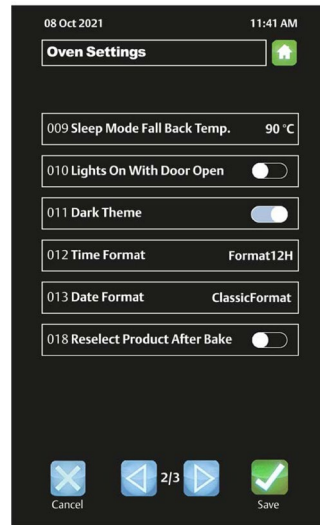 08 Oct 2021 11:41 AM
Oven Settings
009 Sleep Mode Fall Back Temp. 90 °C
010 Lights On With Door Open
011 Dark Theme
012 Time Format Format12H
013 Date Format ClassicFormat
018 Reselect Product After Bake
2/3
Cancel Save